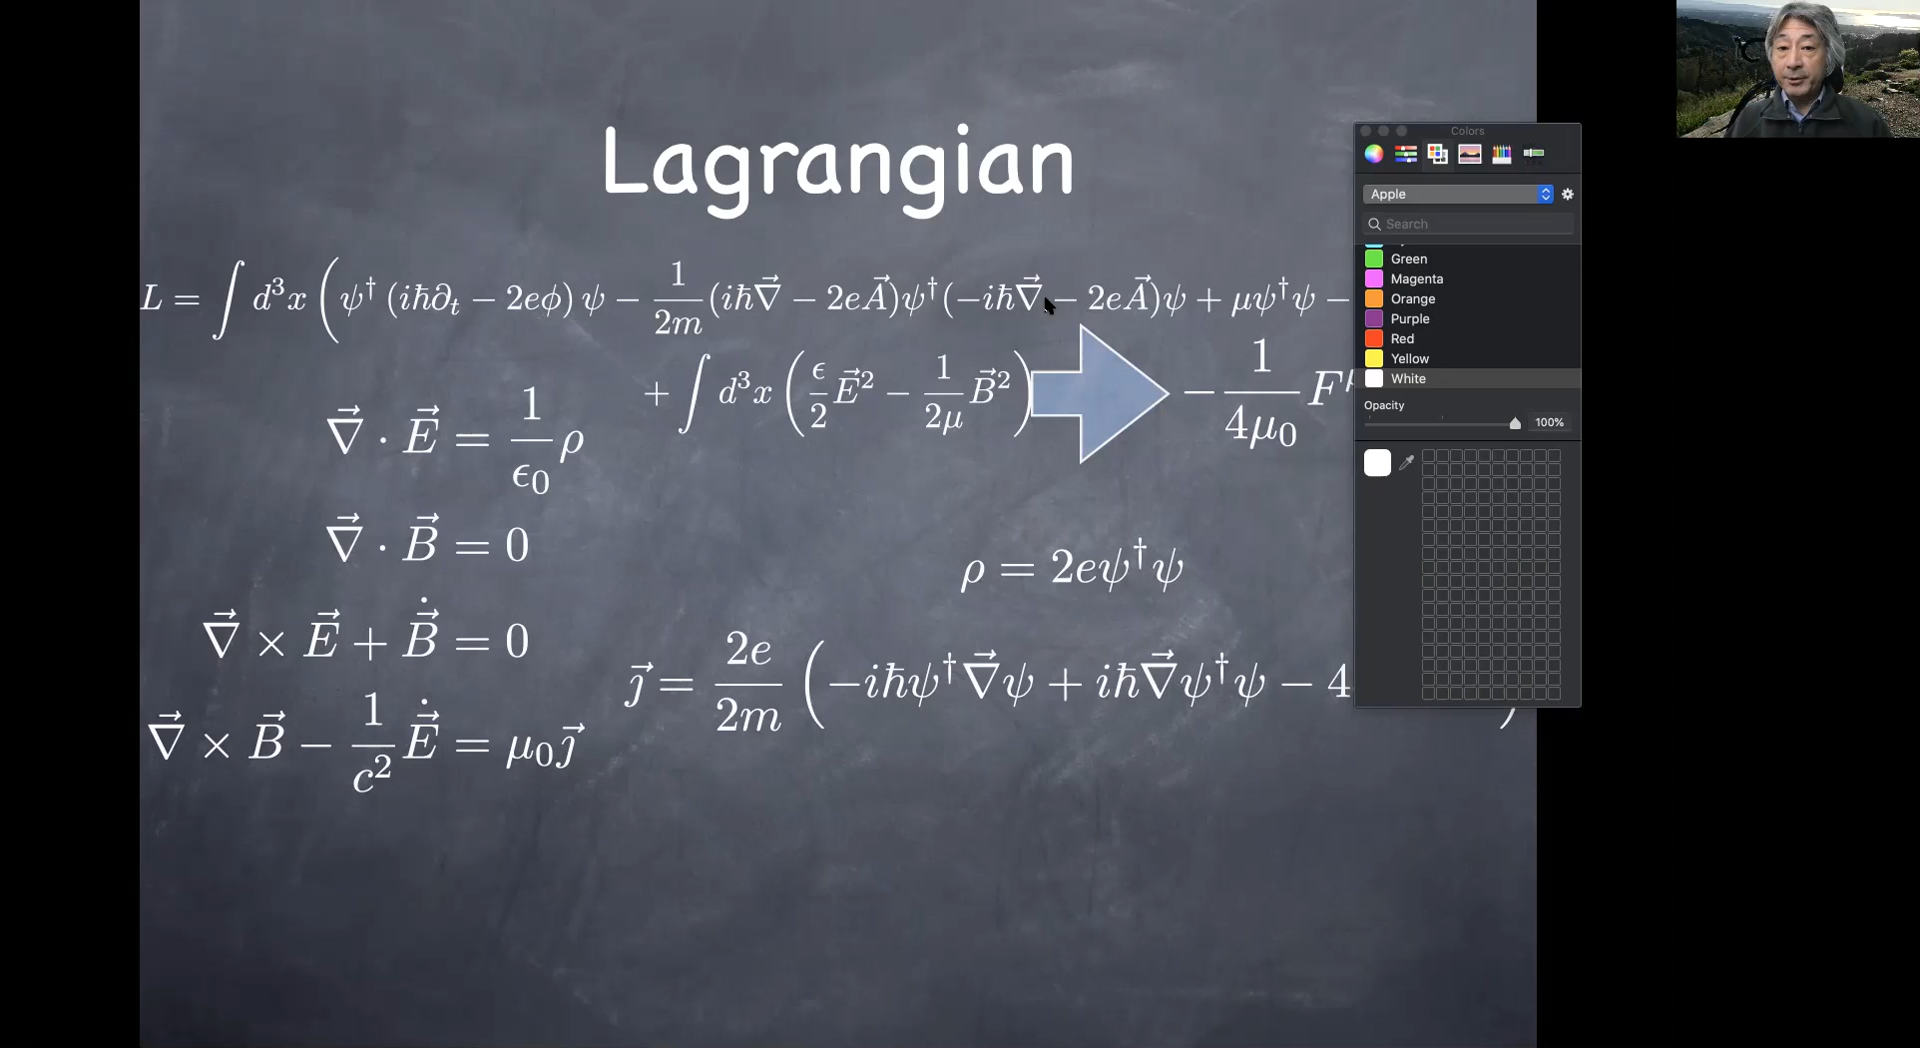 Lagrangian
L = ∫ d³x ( ψ† (iħ∂ₜ − 2eϕ) ψ − 1/2m (iħ∇⃗ − 2eA⃗)ψ†(−iħ∇⃗ − 2eA⃗)ψ + μψ†ψ −
+ ∫ d³x ( ϵ/2 E⃗² − 1/2μ B⃗² )
− 1/4μ₀ F
∇⃗ · E⃗ = 1/ϵ₀ ρ
∇⃗ · B⃗ = 0
∇⃗ × E⃗ + Ḃ⃗ = 0
∇⃗ × B⃗ − 1/c² Ė⃗ = μ₀ȷ⃗
ρ = 2eψ†ψ
ȷ⃗ = 2e/2m ( −iħψ†∇⃗ψ + iħ∇⃗ψ†ψ − 4
)
Colors
Apple
Search
Green
Magenta
Orange
Purple
Red
Yellow
White
Opacity
100%